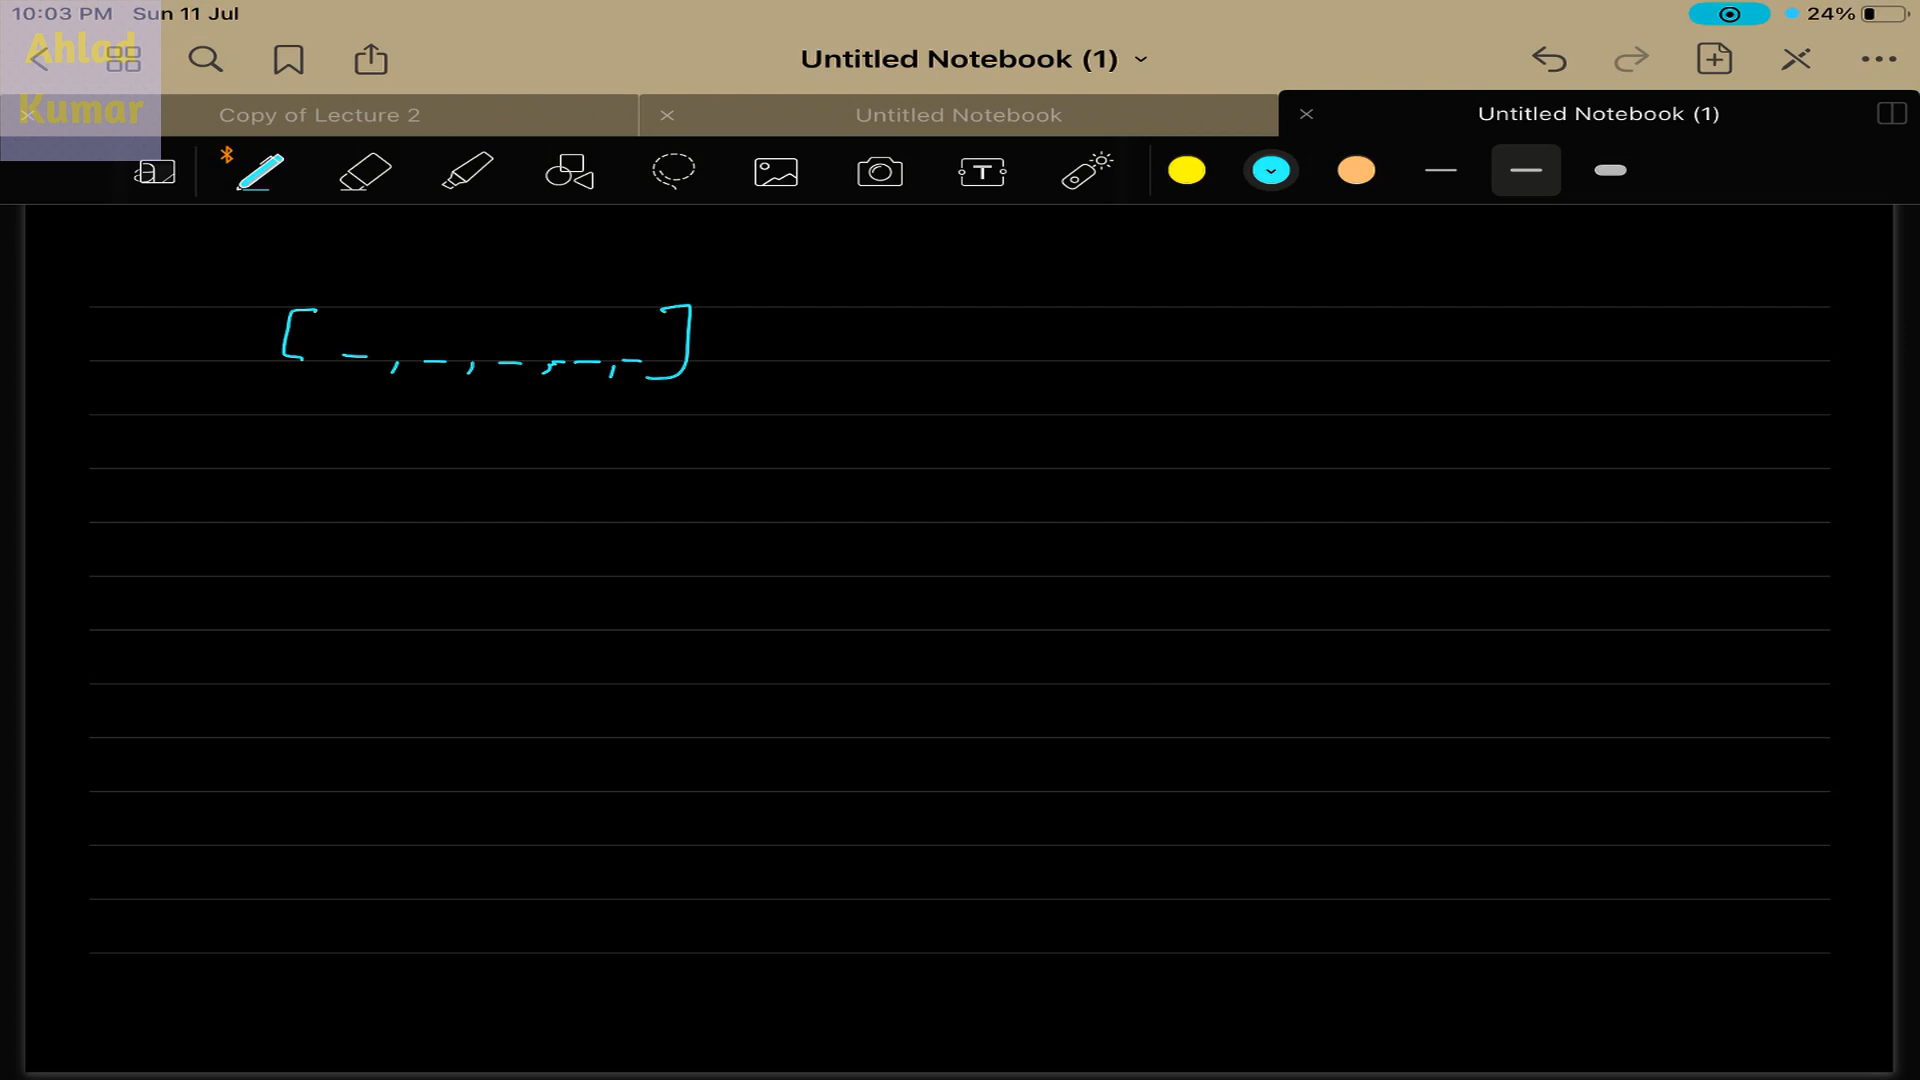 10:03 PM Sun 11 Jul
24%
Ahlad
Kumar
Untitled Notebook (1)
Copy of Lecture 2
Untitled Notebook
Untitled Notebook (1)
T
[ _ , _ , _ , _ , _ ]